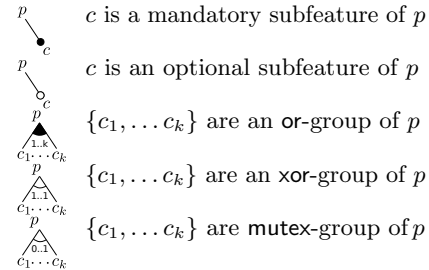 p
c is a mandatory subfeature of p
c
p
c is an optional subfeature of p
c
p
{c₁, … cₖ} are an or-group of p
1..k
c₁⋯cₖ
p
{c₁, … cₖ} are an xor-group of p
1..1
c₁⋯cₖ
p
{c₁, … cₖ} are mutex-group of p
0..1
c₁⋯cₖ